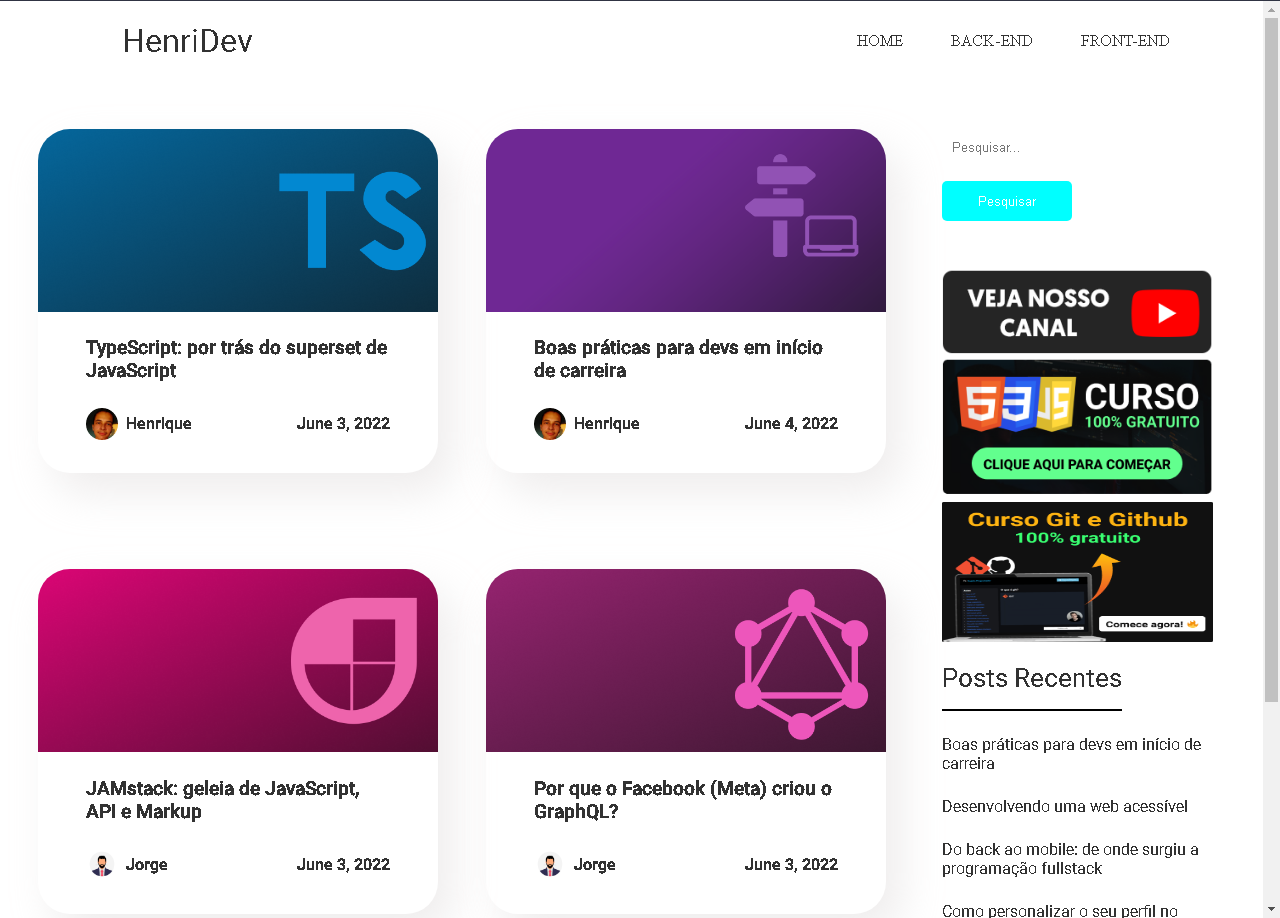 HenriDev
HOME
BACK-END
FRONT-END
TS
TypeScript: por trás do superset de
JavaScript
Henrique
June 3, 2022
Boas práticas para devs em início
de carreira
Henrique
June 4, 2022
JAMstack: geleia de JavaScript,
API e Markup
Jorge
June 3, 2022
Por que o Facebook (Meta) criou o
GraphQL?
Jorge
June 3, 2022
Pesquisar...
Pesquisar
VEJA NOSSO
CANAL
5 3 JS
CURSO
100% GRATUITO
CLIQUE AQUI PARA COMEÇAR
Curso Git e Github
100% gratuito
Comece agora!
Posts Recentes
Boas práticas para devs em início de
carreira
Desenvolvendo uma web acessível
Do back ao mobile: de onde surgiu a
programação fullstack
Como personalizar o seu perfil no